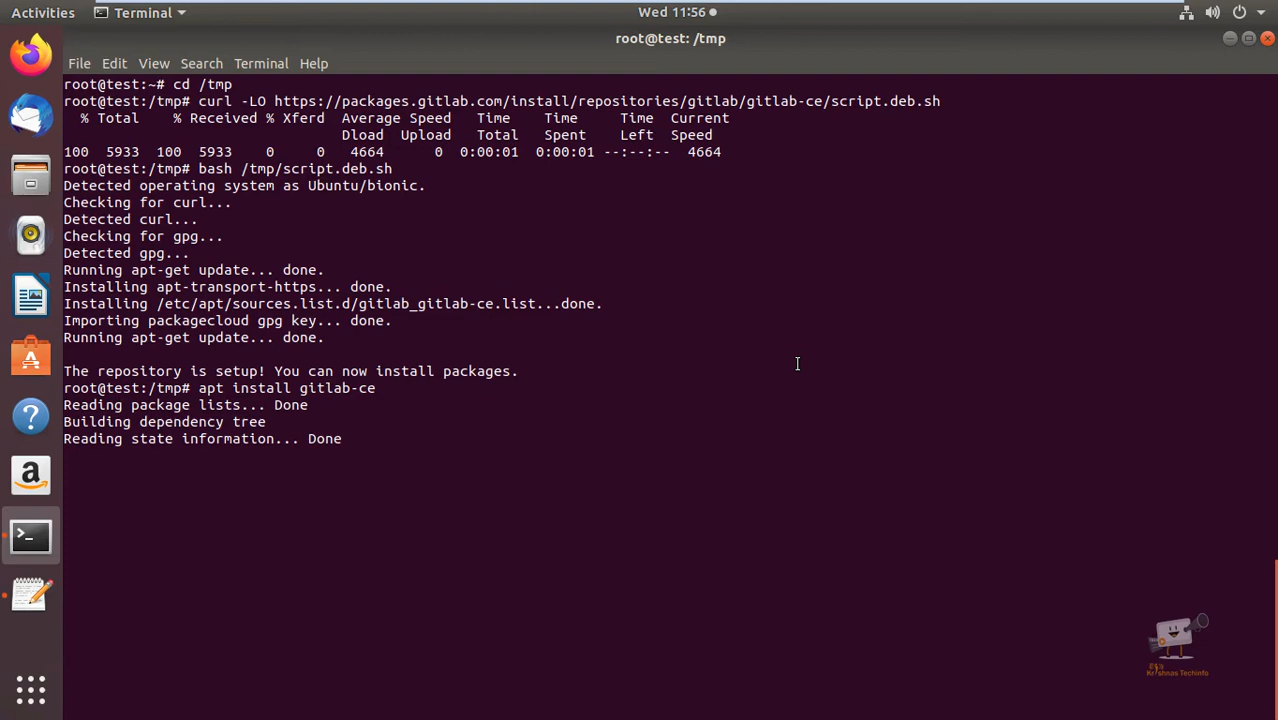 Activities Terminal Wed 11:56
root@test: /tmp
File Edit View Search Terminal Help
root@test:~# cd /tmp
root@test:/tmp# curl -LO https://packages.gitlab.com/install/repositories/gitlab/gitlab-ce/script.deb.sh
% Total % Received % Xferd Average Speed Time Time Time Current
Dload Upload Total Spent Left Speed
100 5933 100 5933 0 0 4664 0 0:00:01 0:00:01 --:--:-- 4664
root@test:/tmp# bash /tmp/script.deb.sh
Detected operating system as Ubuntu/bionic.
Checking for curl...
Detected curl...
Checking for gpg...
Detected gpg...
Running apt-get update... done.
Installing apt-transport-https... done.
Installing /etc/apt/sources.list.d/gitlab_gitlab-ce.list...done.
Importing packagecloud gpg key... done.
Running apt-get update... done.
The repository is setup! You can now install packages.
root@test:/tmp# apt install gitlab-ce
Reading package lists... Done
Building dependency tree
Reading state information... Done
Krishnas Techinfo